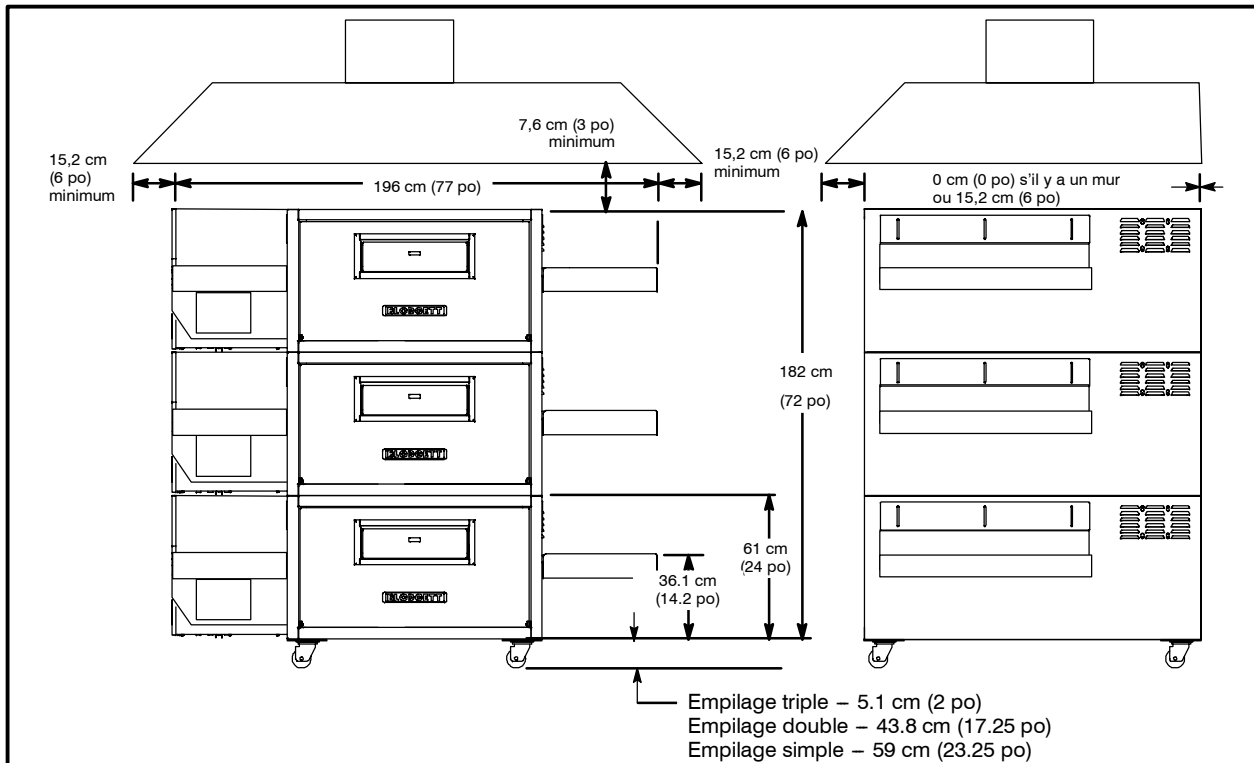 7,6 cm (3 po)
minimum
15,2 cm
(6 po)
minimum
196 cm (77 po)
15,2 cm (6 po)
minimum
0 cm (0 po) s’il y a un mur
ou 15,2 cm (6 po)
BLODGETT
BLODGETT
BLODGETT
182 cm
(72 po)
61 cm
(24 po)
36.1 cm
(14.2 po)
Empilage triple – 5.1 cm (2 po)
Empilage double – 43.8 cm (17.25 po)
Empilage simple – 59 cm (23.25 po)